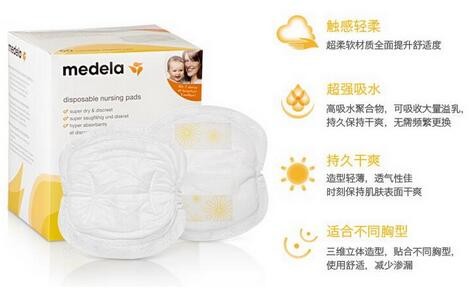 medela
disposable nursing pads
super dry & discreet
super saugfähig und diskret
hyper absorbants
触感轻柔
超柔软材质全面提升舒适度
超强吸水
高吸水聚合物，可吸收大量溢乳，
持久保持干爽，无需频繁更换
持久干爽
造型轻薄，透气性佳
时刻保持肌肤表面干爽
适合不同胸型
三维立体造型，贴合不同胸型，
使用舒适，减少渗漏